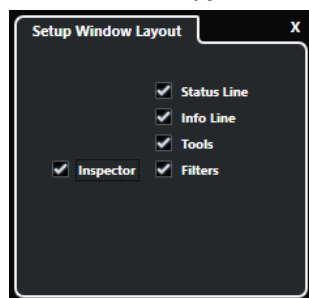 Setup Window Layout X
Status Line
Info Line
Tools
Inspector Filters